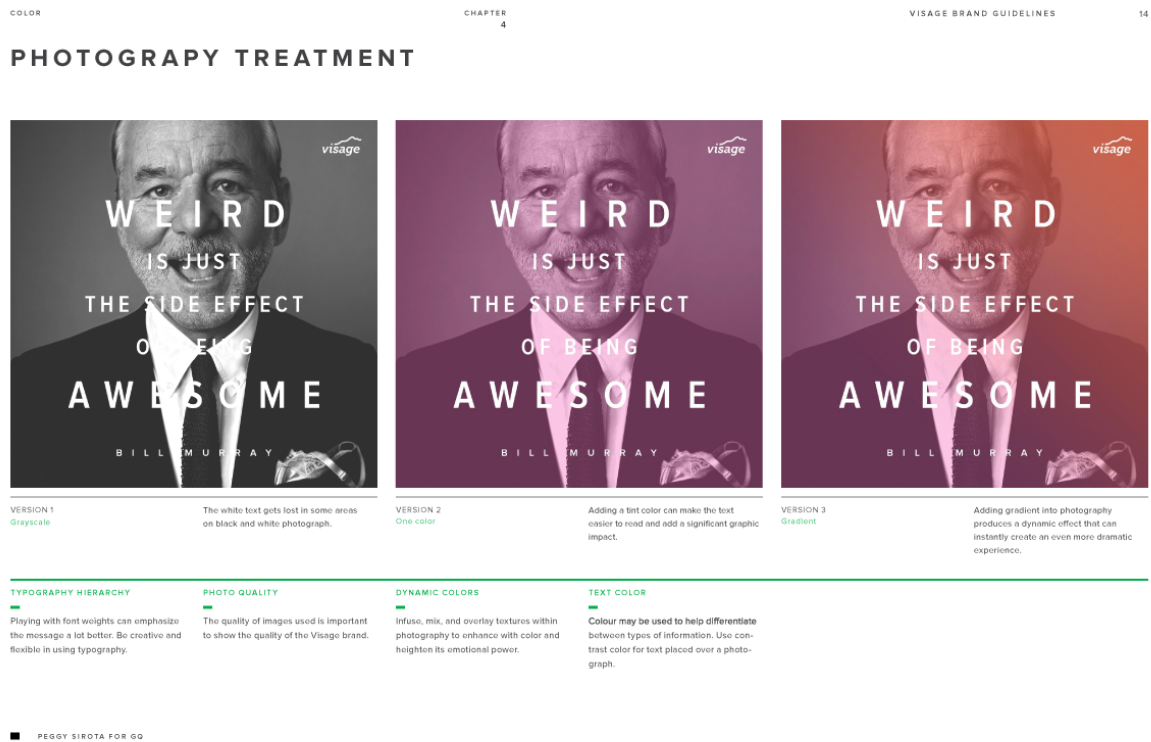 COLOR
CHAPTER
4
VISAGE BRAND GUIDELINES
14
PHOTOGRAPY TREATMENT
visage
WEIRD
IS JUST
THE SIDE EFFECT
OF BEING
AWESOME
BILL MURRAY
visage
WEIRD
IS JUST
THE SIDE EFFECT
OF BEING
AWESOME
BILL MURRAY
visage
WEIRD
IS JUST
THE SIDE EFFECT
OF BEING
AWESOME
BILL MURRAY
VERSION 1
Grayscale
The white text gets lost in some areas
on black and white photograph.
VERSION 2
One color
Adding a tint color can make the text
easier to read and add a significant graphic
impact.
VERSION 3
Gradient
Adding gradient into photography
produces a dynamic effect that can
instantly create an even more dramatic
experience.
TYPOGRAPHY HIERARCHY
Playing with font weights can emphasize
the message a lot better. Be creative and
flexible in using typography.
PHOTO QUALITY
The quality of images used is important
to show the quality of the Visage brand.
DYNAMIC COLORS
Infuse, mix, and overlay textures within
photography to enhance with color and
heighten its emotional power.
TEXT COLOR
Colour may be used to help differentiate
between types of information. Use con-
trast color for text placed over a photo-
graph.
PEGGY SIROTA FOR GQ